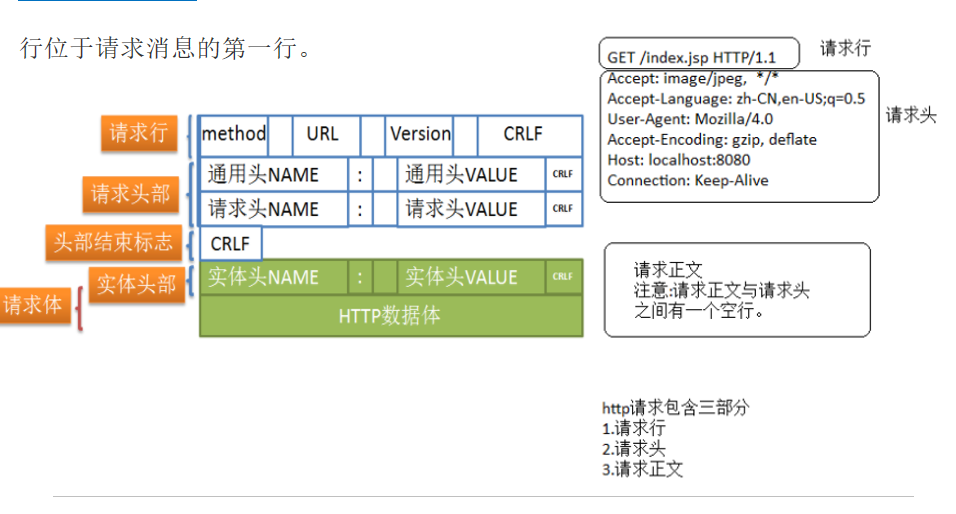 行位于请求消息的第一行。
请求行
method URL Version CRLF
请求头部
通用头NAME : 通用头VALUE CRLF
请求头NAME : 请求头VALUE CRLF
头部结束标志
CRLF
实体头部
实体头NAME : 实体头VALUE CRLF
请求体
HTTP数据体
GET /index.jsp HTTP/1.1
请求行
Accept: image/jpeg, */*
Accept-Language: zh-CN,en-US;q=0.5
User-Agent: Mozilla/4.0
Accept-Encoding: gzip, deflate
Host: localhost:8080
Connection: Keep-Alive
请求头
请求正文
注意:请求正文与请求头
之间有一个空行。
http请求包含三部分
1.请求行
2.请求头
3.请求正文